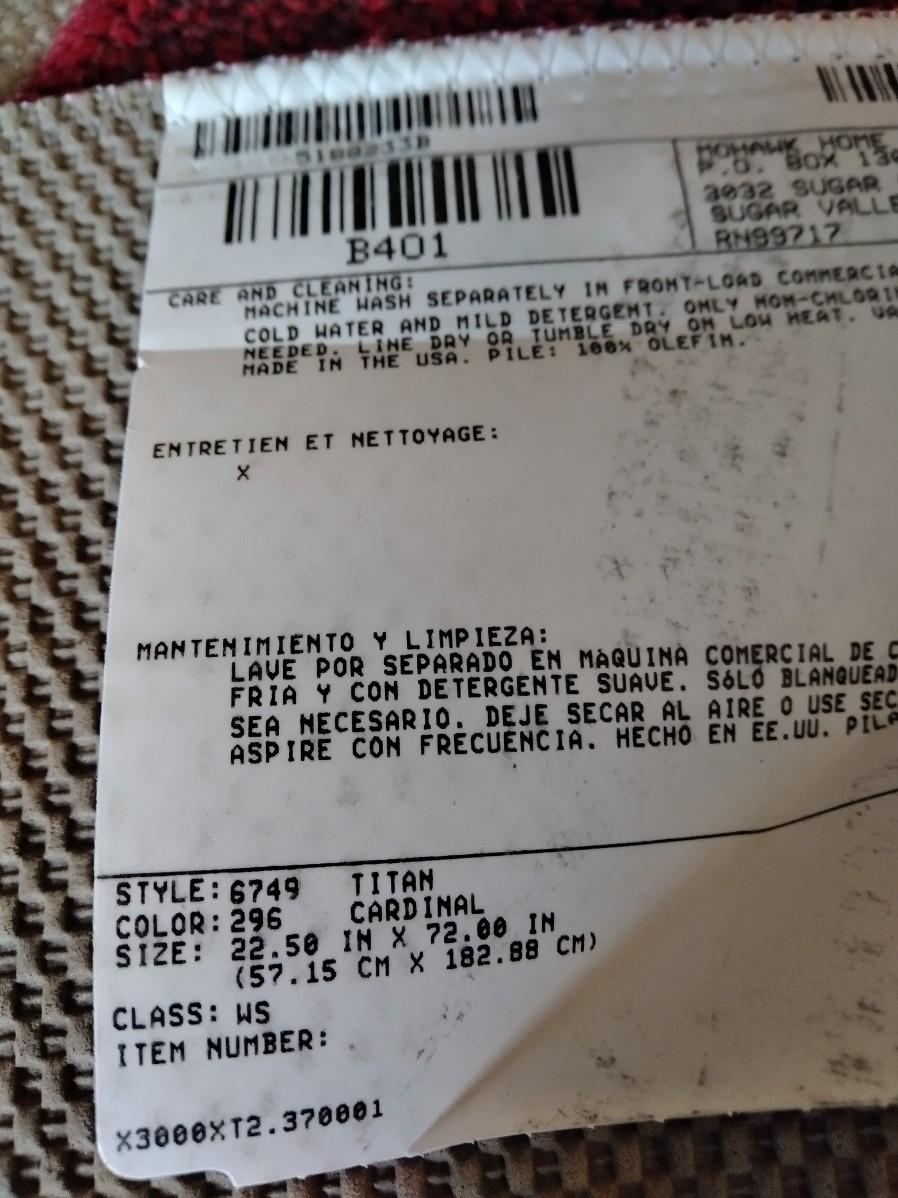 5188233B
B401
MOHAWK HOME
P.O. BOX 130
3032 SUGAR
SUGAR VALLE
RN99717
CARE AND CLEANING:
MACHINE WASH SEPARATELY IN FRONT-LOAD COMMERCIA
COLD WATER AND MILD DETERGENT. ONLY NON-CHLORI
NEEDED. LINE DRY OR TUMBLE DRY ON LOW HEAT. VA
MADE IN THE USA. PILE: 100% OLEFIN.
ENTRETIEN ET NETTOYAGE:
X
MANTENIMIENTO Y LIMPIEZA:
LAVE POR SEPARADO EN MàQUINà COMERCIAL DE C
FRIA Y CON DETERGENTE SUAVE. SóLO BLANQUEAD
SEA NECESARIO. DEJE SECAR AL AIRE O USE SEC
ASPIRE CON FRECUENCIA. HECHO EN EE.UU. PILA
STYLE: 6749 TITAN
COLOR: 296 CARDINAL
SIZE: 22.50 IN X 72.00 IN
(57.15 CM X 182.88 CM)
CLASS: WS
ITEM NUMBER:
X3000XT2.370001